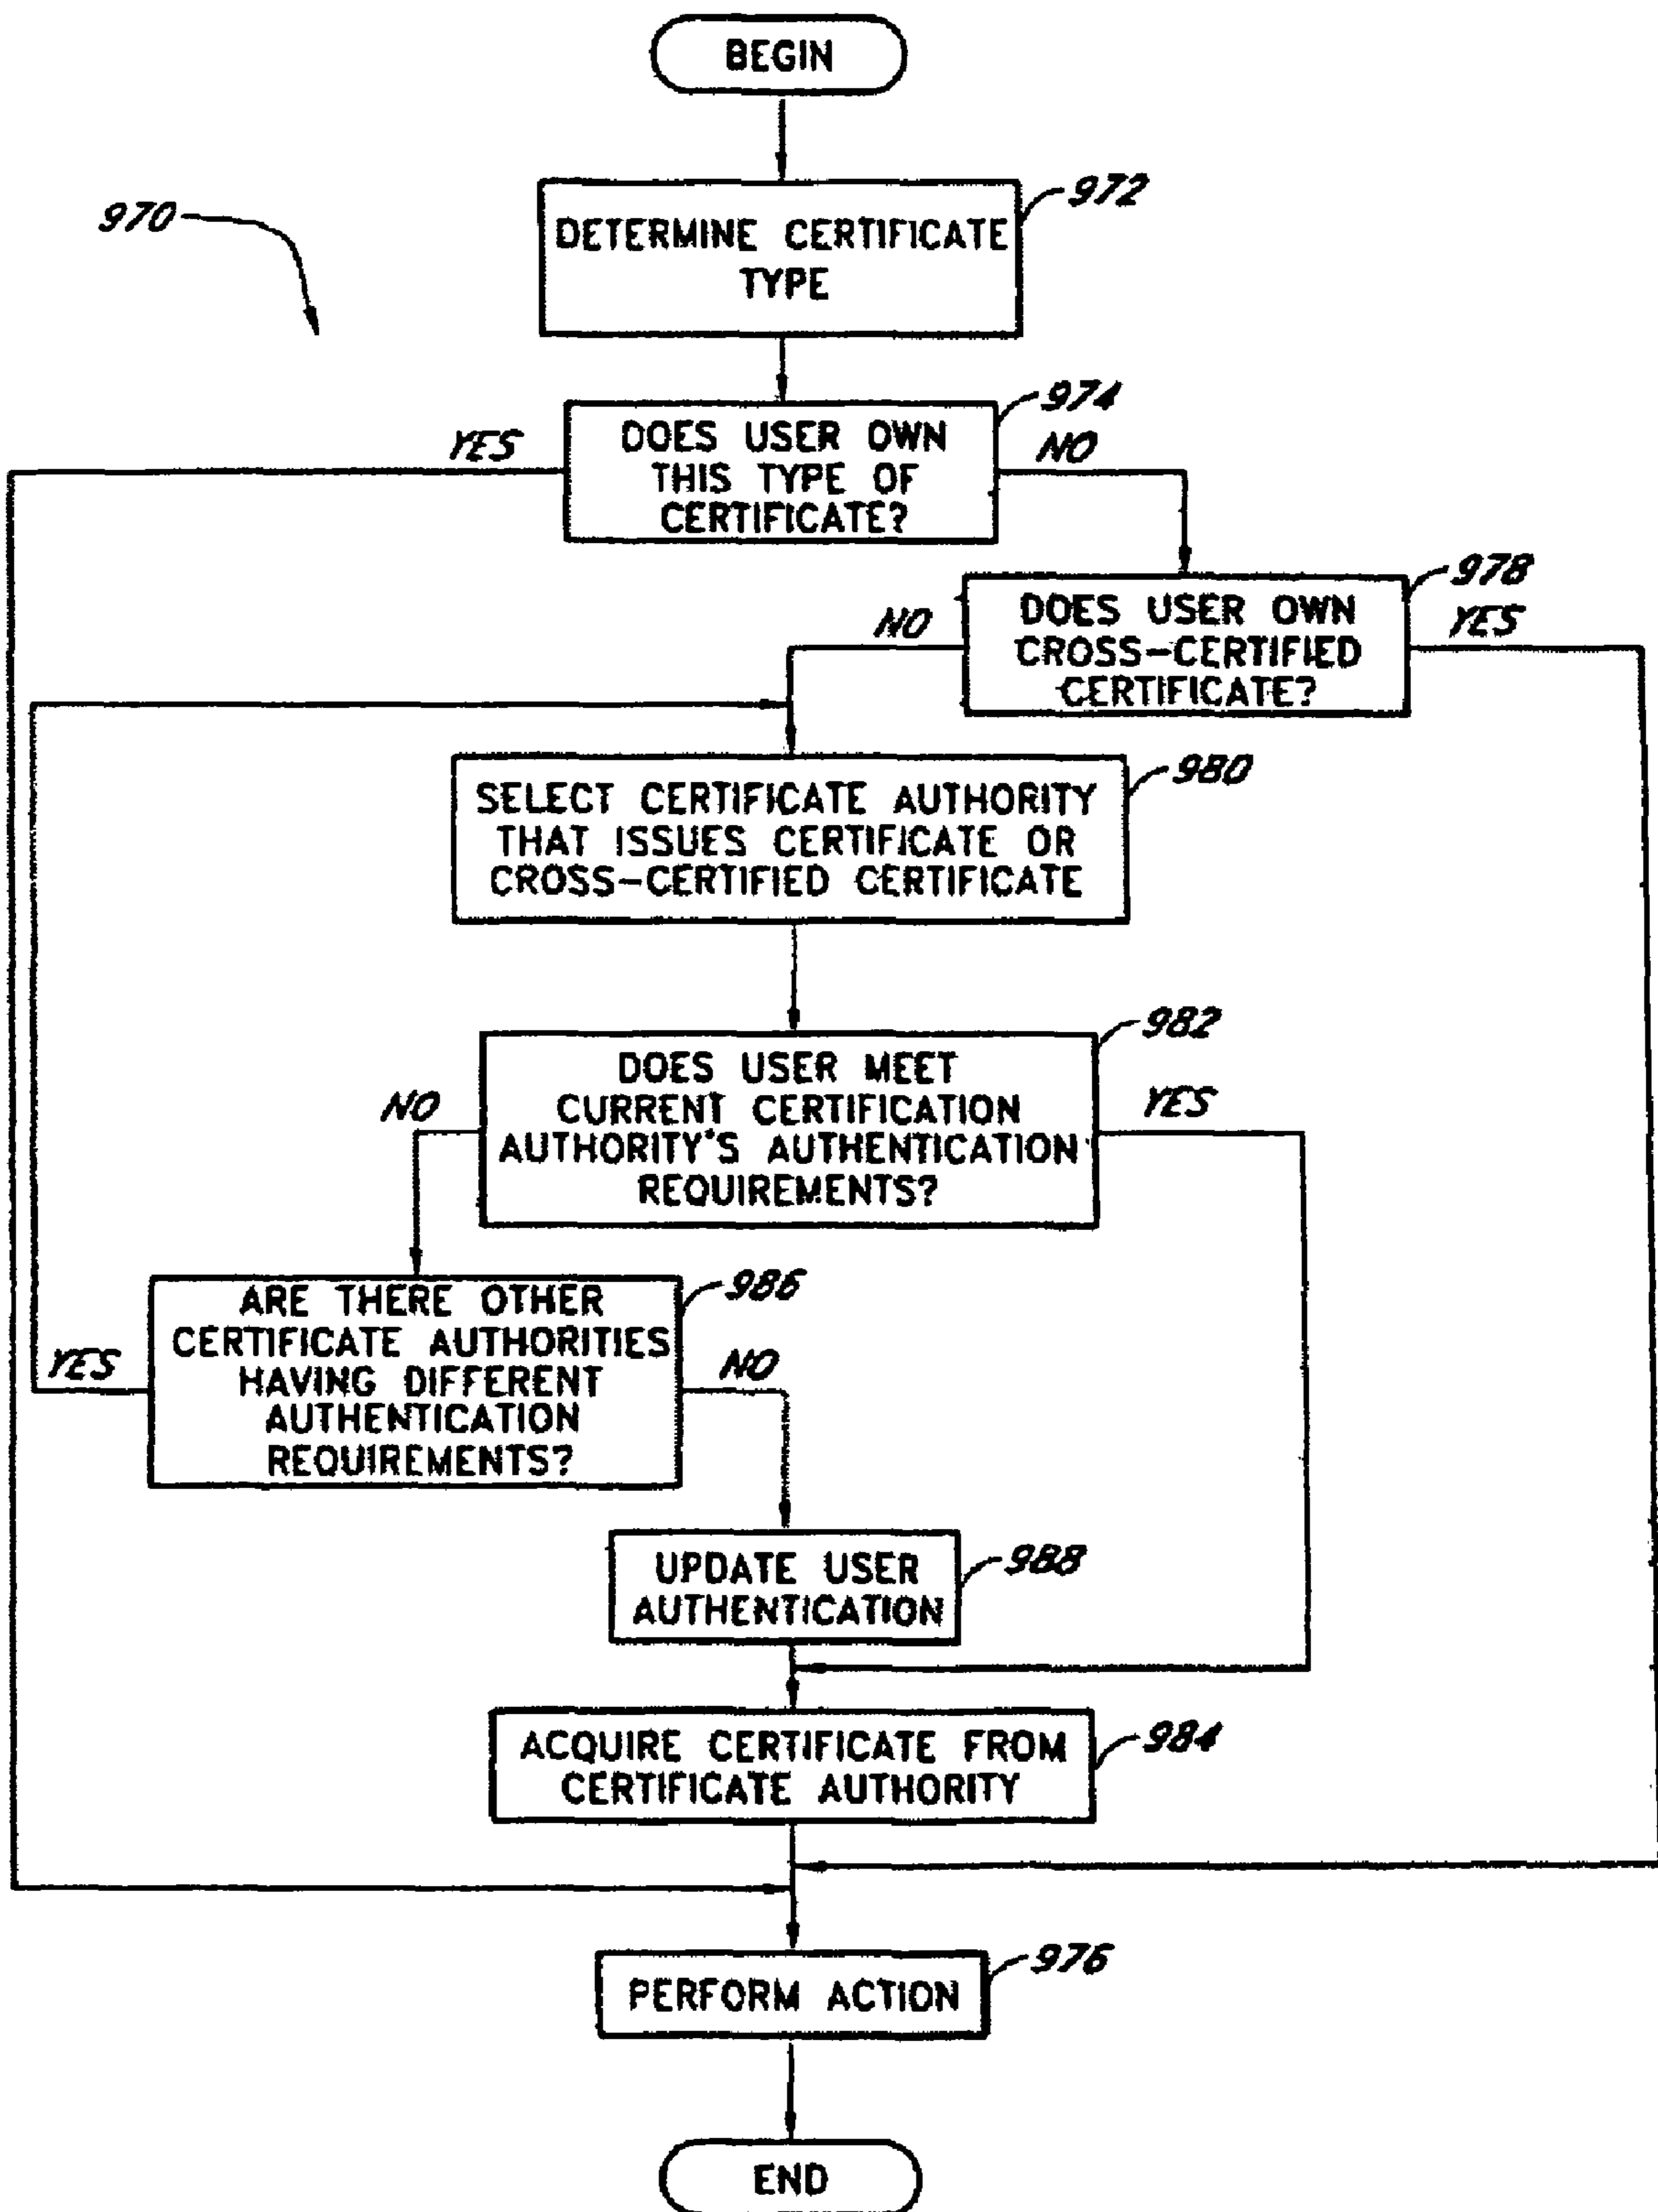 BEGIN
970
972
DETERMINE CERTIFICATE
TYPE
974
YES
DOES USER OWN
THIS TYPE OF
CERTIFICATE?
NO
978
NO
DOES USER OWN
CROSS-CERTIFIED
CERTIFICATE?
YES
980
SELECT CERTIFICATE AUTHORITY
THAT ISSUES CERTIFICATE OR
CROSS-CERTIFIED CERTIFICATE
982
NO
DOES USER MEET
CURRENT CERTIFICATION
AUTHORITY'S AUTHENTICATION
REQUIREMENTS?
YES
986
YES
ARE THERE OTHER
CERTIFICATE AUTHORITIES
HAVING DIFFERENT
AUTHENTICATION
REQUIREMENTS?
NO
988
UPDATE USER
AUTHENTICATION
984
ACQUIRE CERTIFICATE FROM
CERTIFICATE AUTHORITY
976
PERFORM ACTION
END